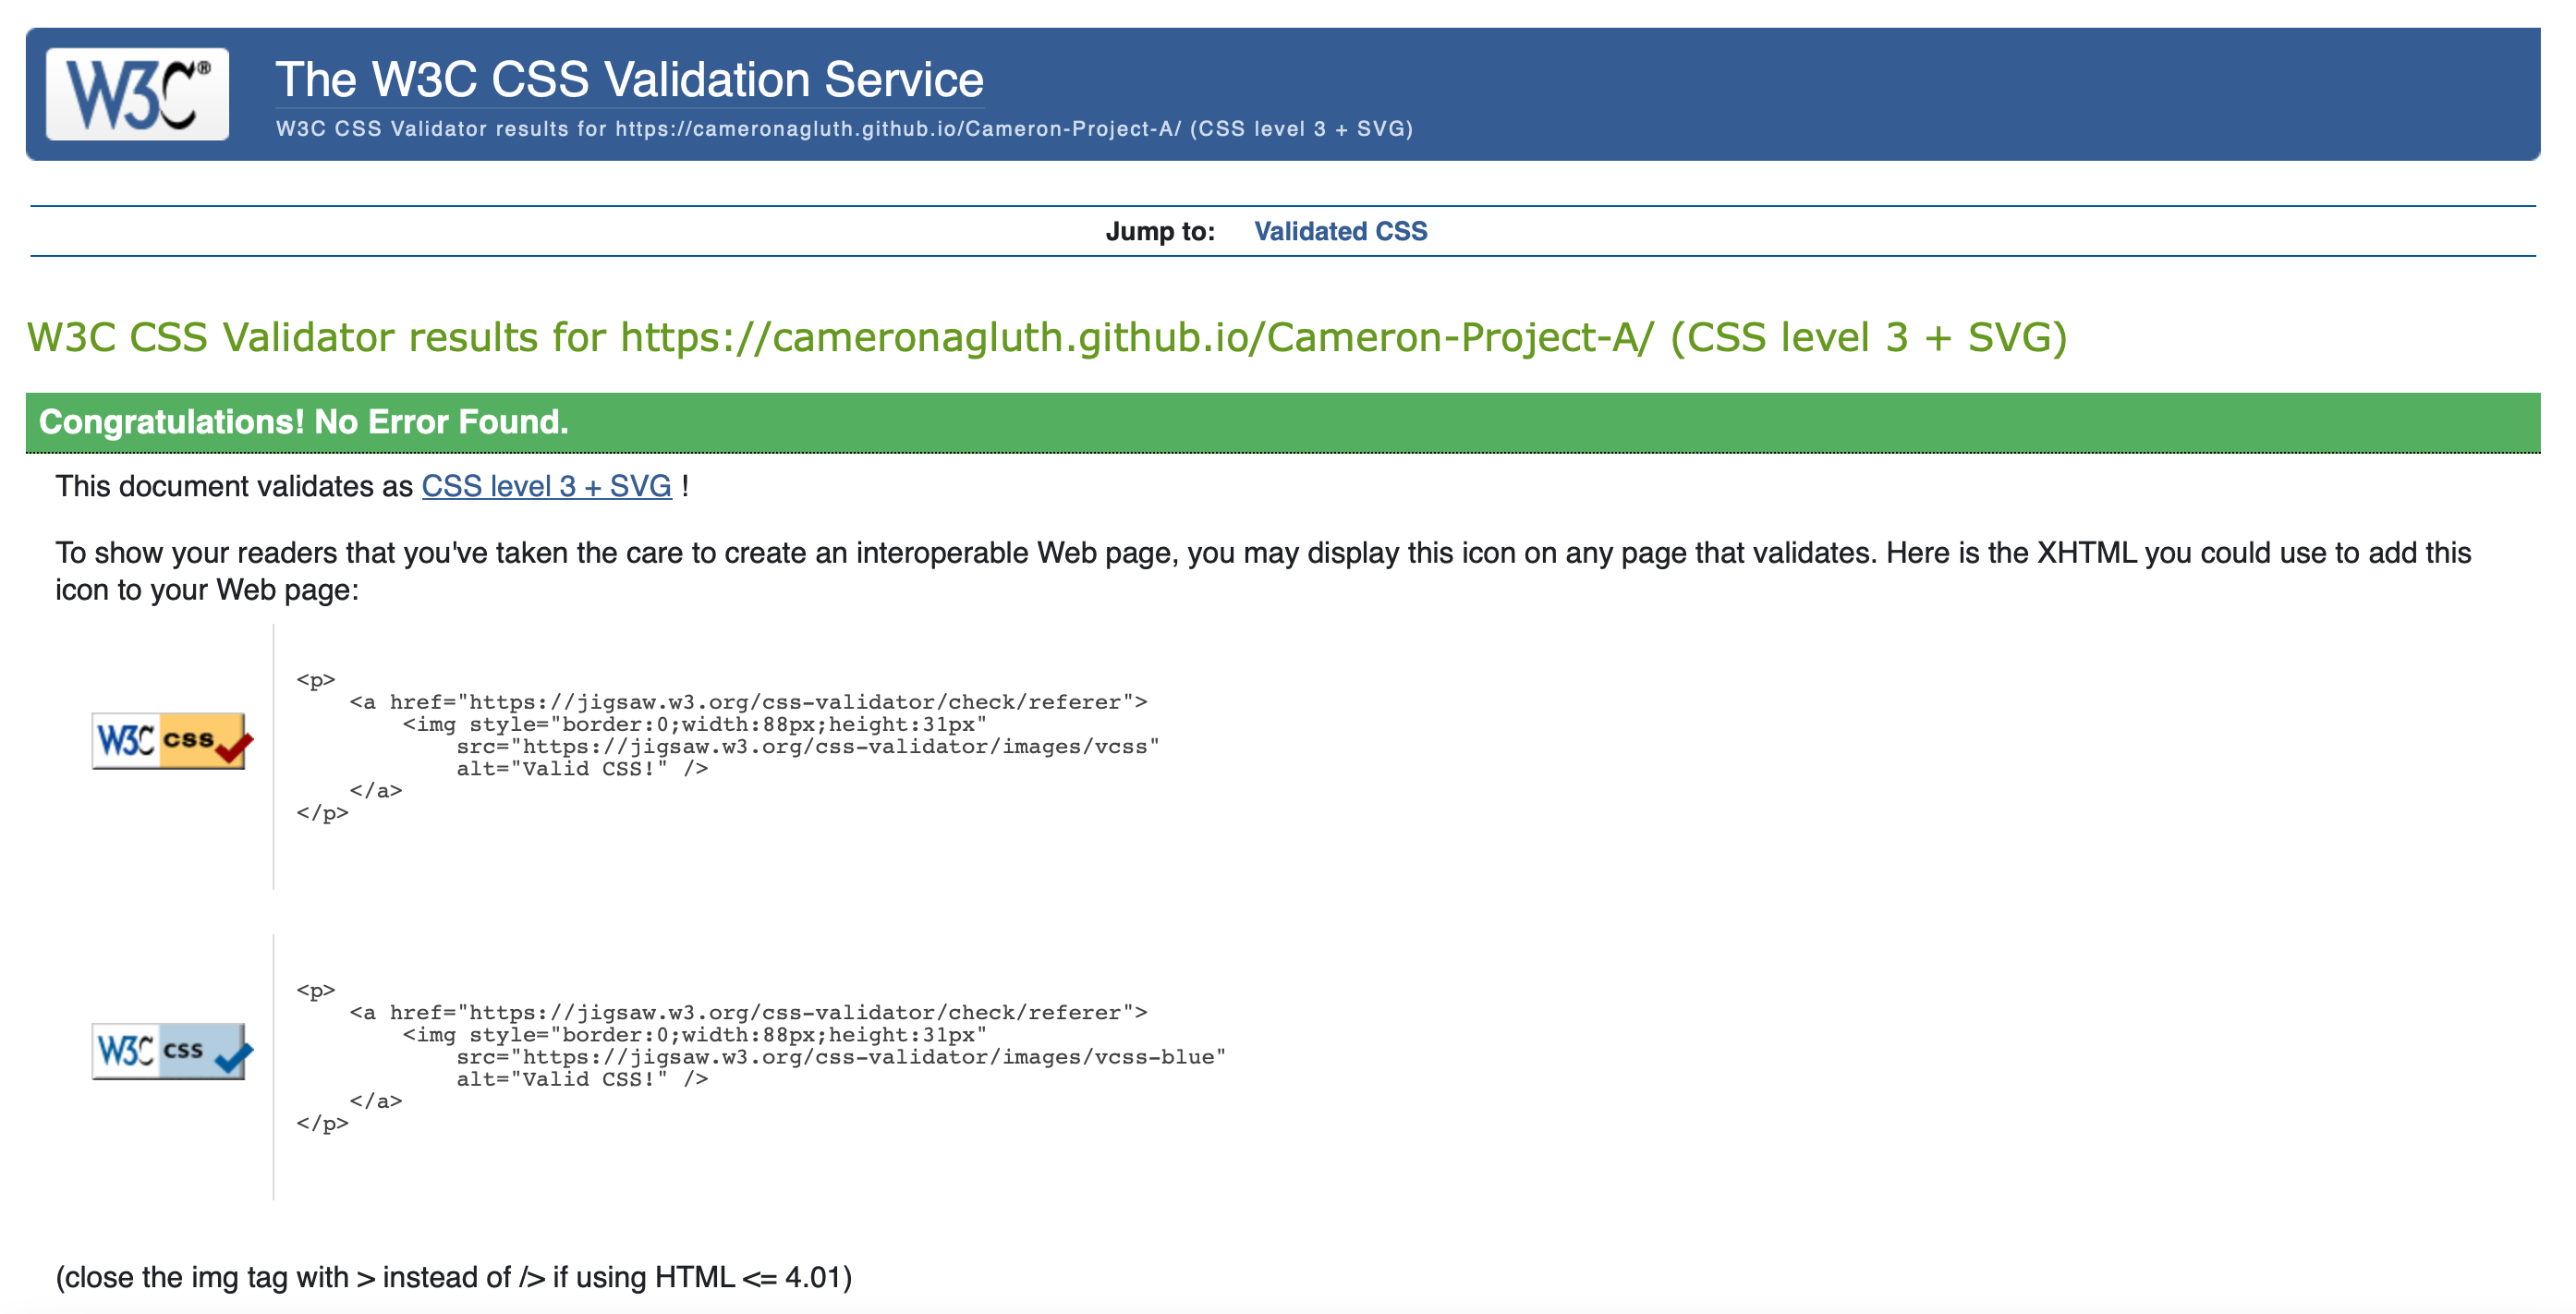 W3C®
The W3C CSS Validation Service
W3C CSS Validator results for https://cameronagluth.github.io/Cameron-Project-A/ (CSS level 3 + SVG)
Jump to: Validated CSS
W3C CSS Validator results for https://cameronagluth.github.io/Cameron-Project-A/ (CSS level 3 + SVG)
Congratulations! No Error Found.
This document validates as CSS level 3 + SVG !
To show your readers that you've taken the care to create an interoperable Web page, you may display this icon on any page that validates. Here is the XHTML you could use to add this
icon to your Web page:
<p>
    <a href="https://jigsaw.w3.org/css-validator/check/referer">
        <img style="border:0;width:88px;height:31px"
            src="https://jigsaw.w3.org/css-validator/images/vcss"
            alt="Valid CSS!" />
    </a>
</p>
W3C css
<p>
    <a href="https://jigsaw.w3.org/css-validator/check/referer">
        <img style="border:0;width:88px;height:31px"
            src="https://jigsaw.w3.org/css-validator/images/vcss-blue"
            alt="Valid CSS!" />
    </a>
</p>
W3C css
(close the img tag with > instead of /> if using HTML <= 4.01)